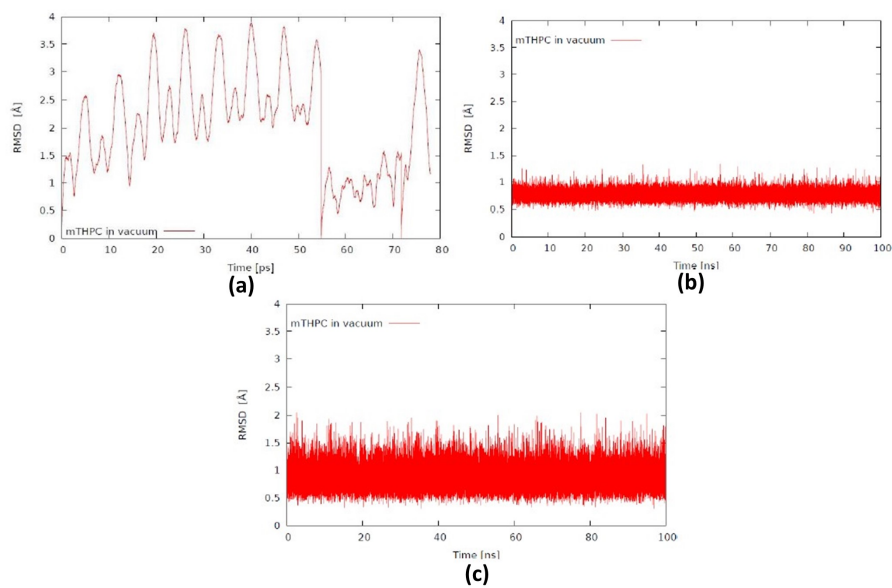 4
3.5
3
2.5
2
1.5
1
0.5
0
RMSD [Å]
mTHPC in vacuum
0 10 20 30 40 50 60 70 80
Time [ps]
(a)
4
3.5
3
2.5
2
1.5
1
0.5
0
RMSD [Å]
mTHPC in vacuum
0 10 20 30 40 50 60 70 80 90 100
Time [ns]
(b)
4
3.5
3
2.5
2
1.5
1
0.5
0
RMSD [Å]
mTHPC in vacuum
0 20 40 60 80 100
Time [ns]
(c)